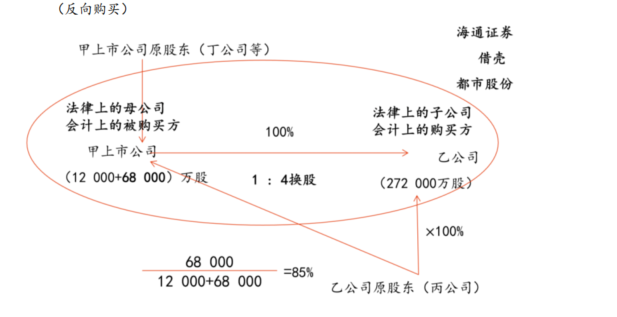 （反向购买）
海通证券
借壳
都市股份
甲上市公司原股东（丁公司等）
法律上的母公司
会计上的被购买方
法律上的子公司
会计上的购买方
100%
甲上市公司
乙公司
（12 000+68 000）万股
1 : 4换股
（272 000万股）
×100%
68 000
12 000+68 000
=85%
乙公司原股东（丙公司）